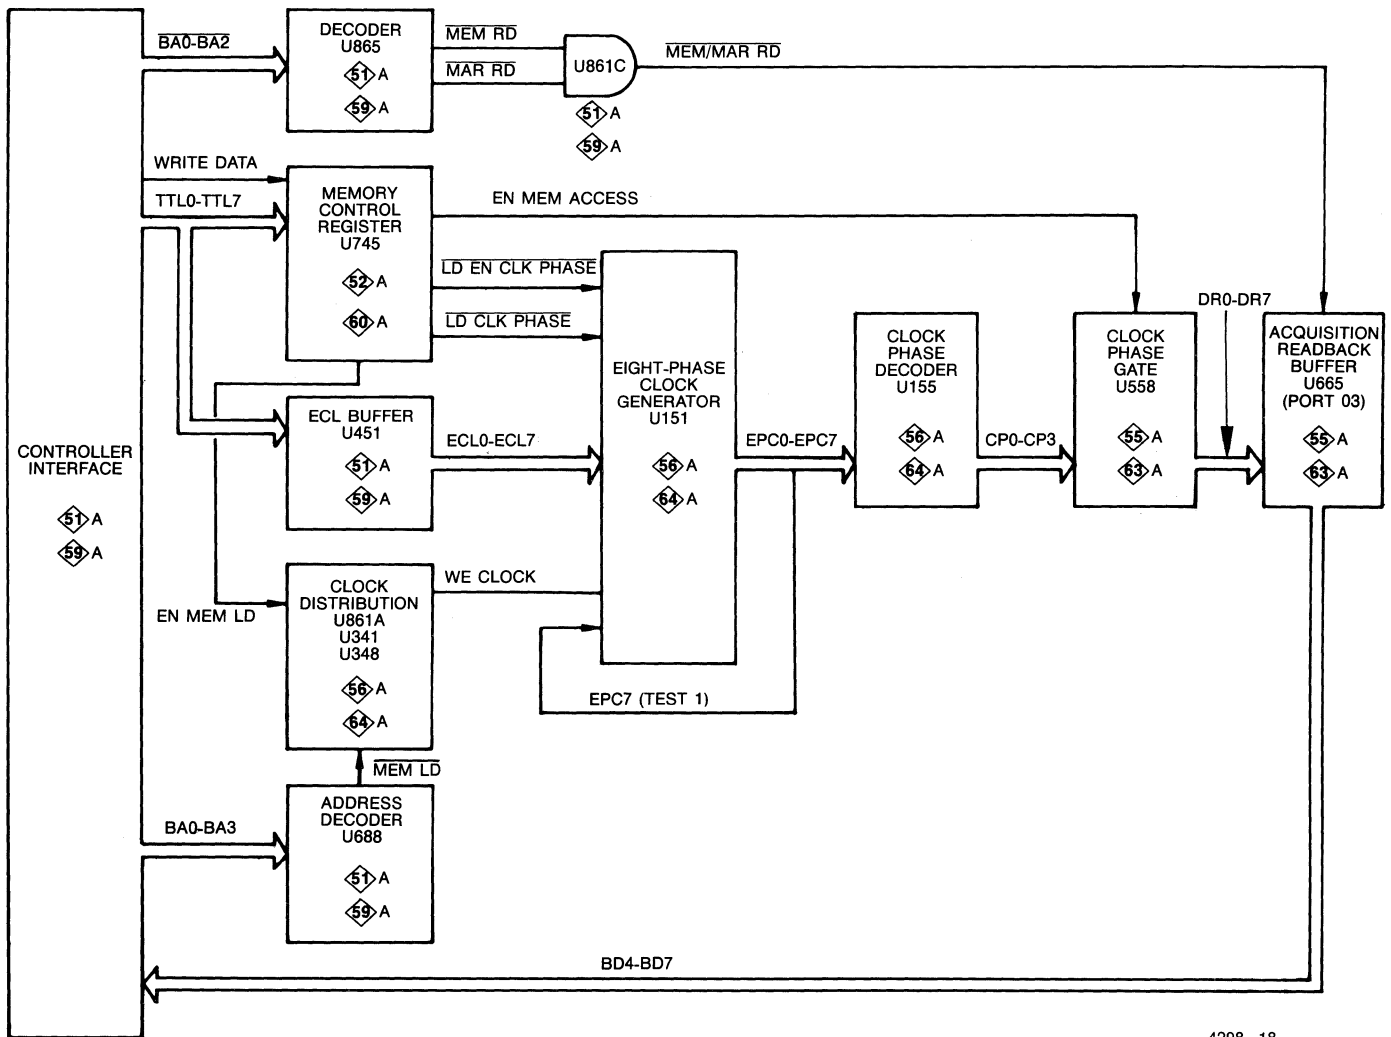 BA0-BA2
DECODER
U865
51 A
59 A
MEM RD
MAR RD
U861C
51 A
59 A
MEM/MAR RD
WRITE DATA
TTL0-TTL7
MEMORY
CONTROL
REGISTER
U745
52 A
60 A
EN MEM ACCESS
LD EN CLK PHASE
LD CLK PHASE
ECL BUFFER
U451
51 A
59 A
ECL0-ECL7
CONTROLLER
INTERFACE
51 A
59 A
EIGHT-PHASE
CLOCK
GENERATOR
U151
56 A
64 A
EPC0-EPC7
CLOCK
PHASE
DECODER
U155
56 A
64 A
CP0-CP3
CLOCK
PHASE
GATE
U558
55 A
63 A
DR0-DR7
ACQUISITION
READBACK
BUFFER
U665
(PORT 03)
55 A
63 A
EN MEM LD
CLOCK
DISTRIBUTION
U861A
U341
U348
56 A
64 A
WE CLOCK
EPC7 (TEST 1)
MEM LD
BA0-BA3
ADDRESS
DECODER
U688
51 A
59 A
BD4-BD7